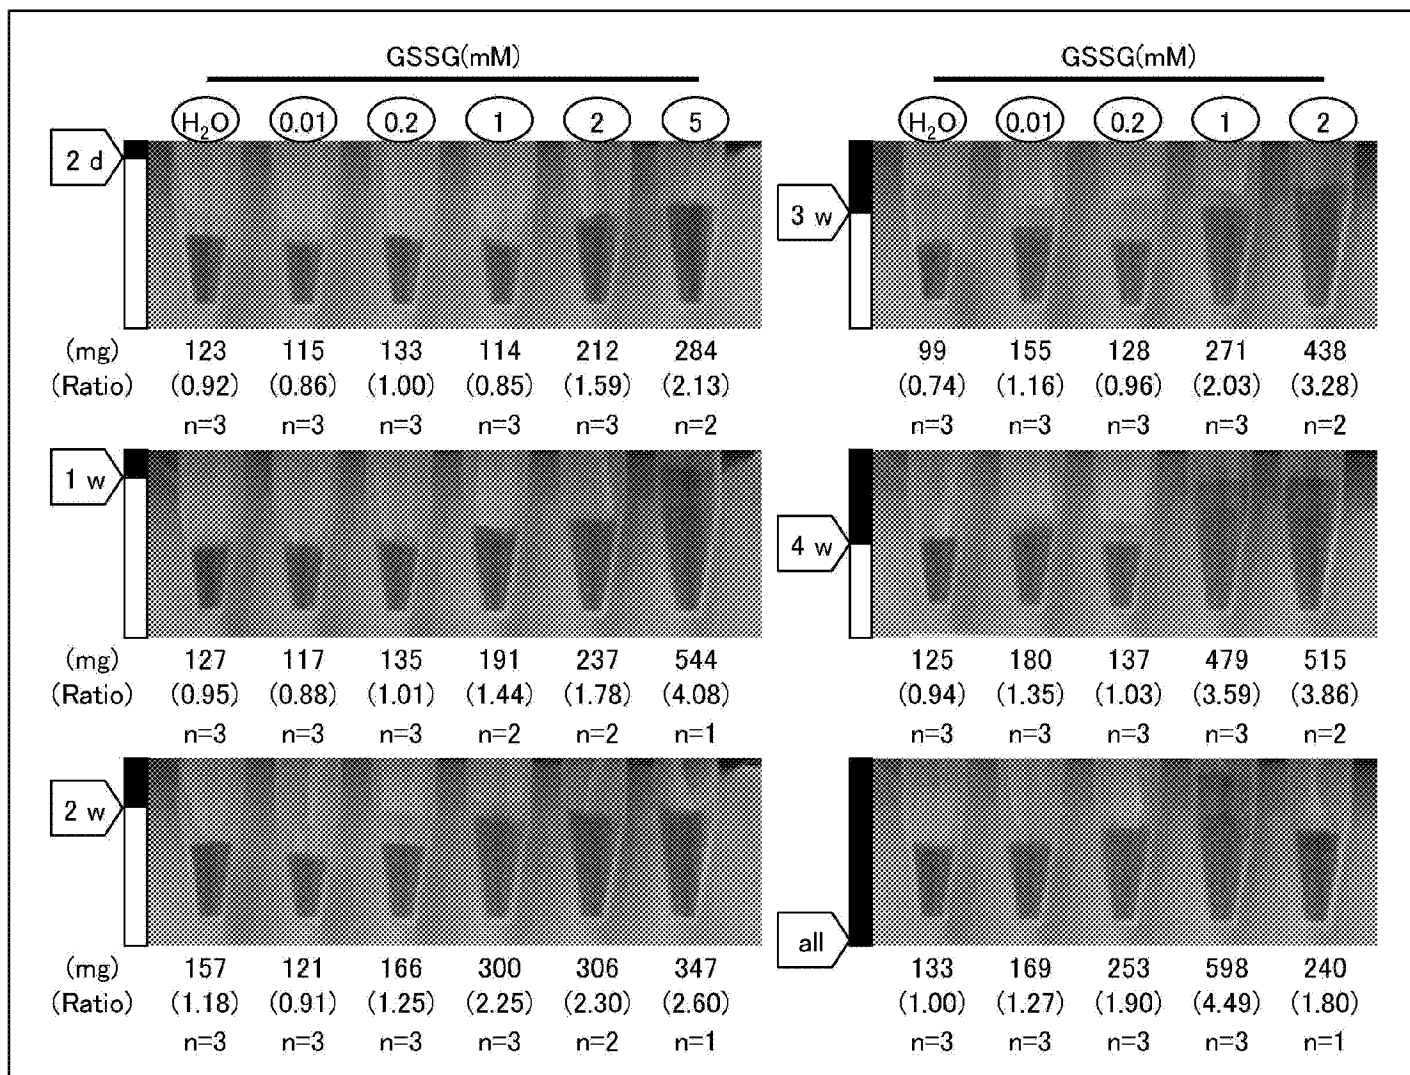 GSSG(mM)
H₂O 0.01 0.2 1 2 5
2 d
(mg) 123 115 133 114 212 284
(Ratio) (0.92) (0.86) (1.00) (0.85) (1.59) (2.13)
n=3 n=3 n=3 n=3 n=3 n=2
1 w
(mg) 127 117 135 191 237 544
(Ratio) (0.95) (0.88) (1.01) (1.44) (1.78) (4.08)
n=3 n=3 n=3 n=2 n=2 n=1
2 w
(mg) 157 121 166 300 306 347
(Ratio) (1.18) (0.91) (1.25) (2.25) (2.30) (2.60)
n=3 n=3 n=3 n=3 n=2 n=1
GSSG(mM)
H₂O 0.01 0.2 1 2
3 w
99 155 128 271 438
(0.74) (1.16) (0.96) (2.03) (3.28)
n=3 n=3 n=3 n=3 n=2
4 w
125 180 137 479 515
(0.94) (1.35) (1.03) (3.59) (3.86)
n=3 n=3 n=3 n=3 n=2
all
133 169 253 598 240
(1.00) (1.27) (1.90) (4.49) (1.80)
n=3 n=3 n=3 n=3 n=1